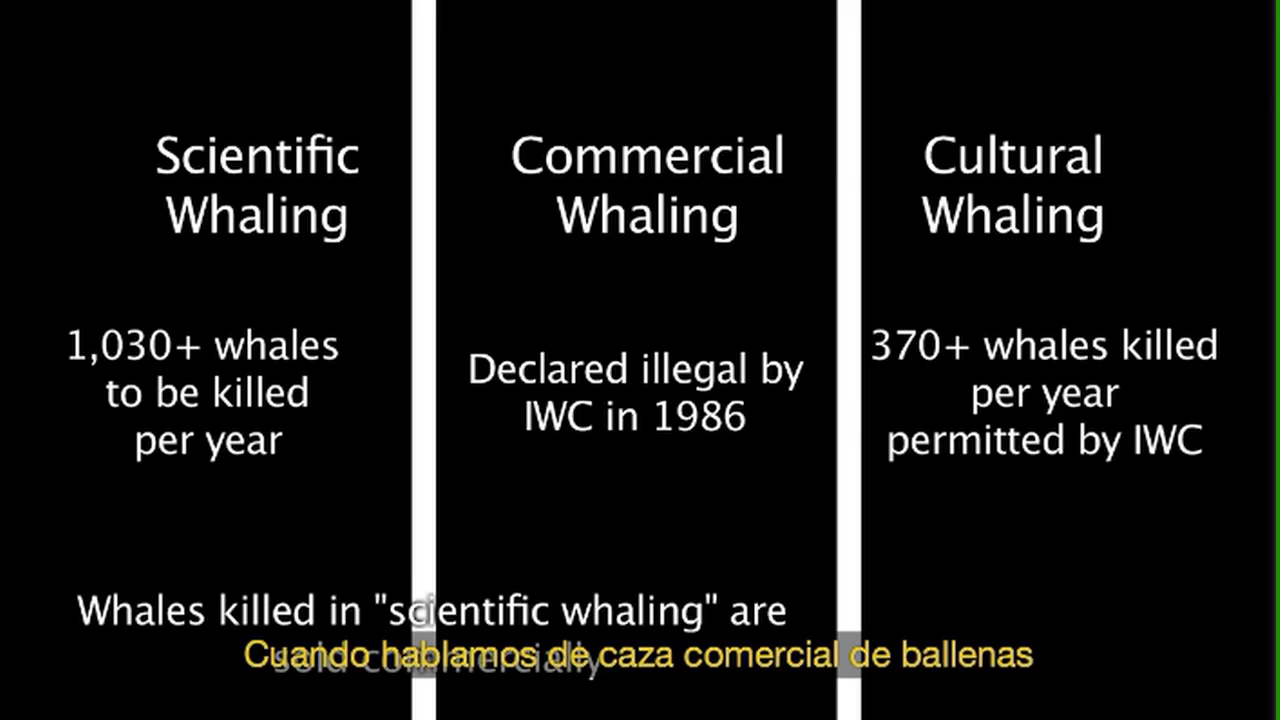 Scientific
Whaling
Commercial
Whaling
Cultural
Whaling
1,030+ whales
to be killed
per year
Declared illegal by
IWC in 1986
370+ whales killed
per year
permitted by IWC
Whales killed in "scientific whaling" are
sold commercially
Cuando hablamos de caza comercial de ballenas